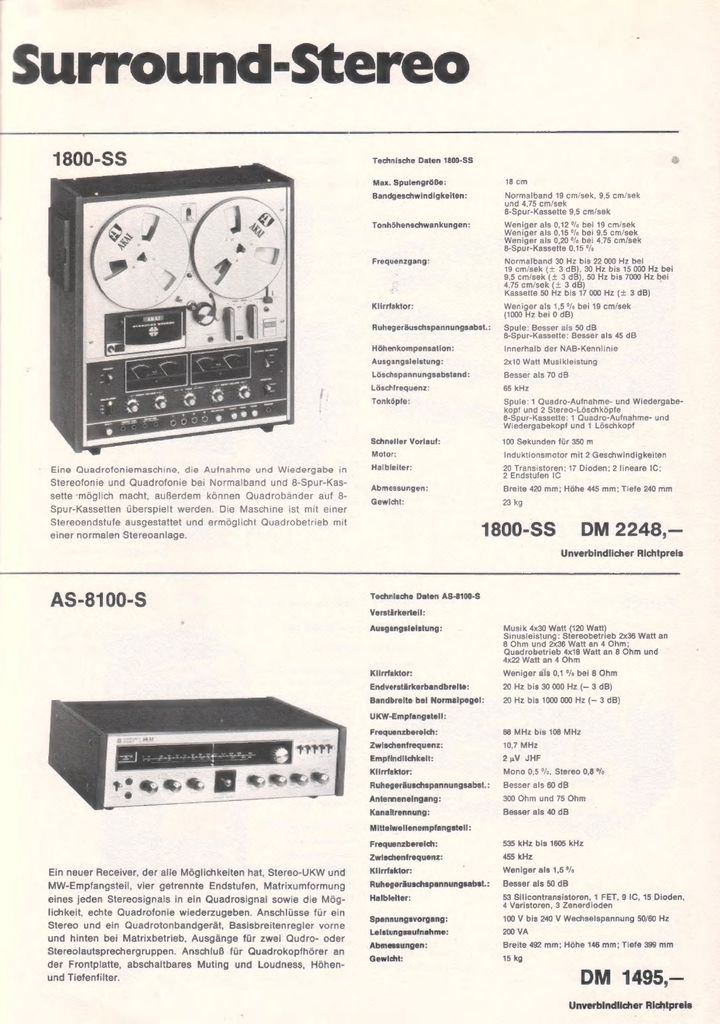 Surround-Stereo
1800-SS
Eine Quadrofoniemaschine, die Aufnahme und Wiedergabe in
Stereofonie und Quadrofonie bei Normalband und 8-Spur-Kas-
sette möglich macht, außerdem können Quadrobänder auf 8-
Spur-Kassetten überspielt werden. Die Maschine ist mit einer
Stereoendstufe ausgestattet und ermöglicht Quadrobetrieb mit
einer normalen Stereoanlage.
Technische Daten 1800-SS
Max. Spulengröße: 18 cm
Bandgeschwindigkeiten: Normalband 19 cm/sek, 9,5 cm/sek
und 4,75 cm/sek
8-Spur-Kassette 9,5 cm/sek
Tonhöhenschwankungen: Weniger als 0,12 % bei 19 cm/sek
Weniger als 0,15 % bei 9,5 cm/sek
Weniger als 0,20 % bei 4,75 cm/sek
8-Spur-Kassette 0,15 %
Frequenzgang: Normalband 30 Hz bis 22 000 Hz bei
19 cm/sek (± 3 dB), 30 Hz bis 15 000 Hz bei
9,5 cm/sek (± 3 dB), 50 Hz bis 7000 Hz bei
4,75 cm/sek (± 3 dB)
Kassette 50 Hz bis 17 000 Hz (± 3 dB)
Klirrfaktor: Weniger als 1,5 % bei 19 cm/sek
(1000 Hz bei 0 dB)
Ruhegeräuschspannungsabst.: Spule: Besser als 50 dB
8-Spur-Kassette: Besser als 45 dB
Höhenkompensation: Innerhalb der NAB-Kennlinie
Ausgangsleistung: 2x10 Watt Musikleistung
Löschspannungsabstand: Besser als 70 dB
Löschfrequenz: 65 kHz
Tonköpfe: Spule: 1 Quadro-Aufnahme- und Wiedergabe-
kopf und 2 Stereo-Löschköpfe
8-Spur-Kassette: 1 Quadro-Aufnahme- und
Wiedergabekopf und 1 Löschkopf
Schneller Vorlauf: 100 Sekunden für 350 m
Motor: Induktionsmotor mit 2 Geschwindigkeiten
Halbleiter: 20 Transistoren; 17 Dioden; 2 lineare IC;
2 Endstufen IC
Abmessungen: Breite 420 mm; Höhe 445 mm; Tiefe 240 mm
Gewicht: 23 kg
1800-SS DM 2248,—
Unverbindlicher Richtpreis
AS-8100-S
Ein neuer Receiver, der alle Möglichkeiten hat, Stereo-UKW und
MW-Empfangsteil, vier getrennte Endstufen, Matrixumformung
eines jeden Stereosignals in ein Quadrosignal sowie die Mög-
lichkeit, echte Quadrofonie wiederzugeben. Anschlüsse für ein
Stereo und ein Quadrotonbandgerät, Basisbreitenregler vorne
und hinten bei Matrixbetrieb, Ausgänge für zwei Qudro- oder
Stereolautsprechergruppen. Anschluß für Quadrokopfhörer an
der Frontplatte, abschaltbares Muting und Loudness, Höhen-
und Tiefenfilter.
Technische Daten AS-8100-S
Verstärkerteil:
Ausgangsleistung: Musik 4x30 Watt (120 Watt)
Sinusleistung: Stereobetrieb 2x36 Watt an
8 Ohm und 2x36 Watt an 4 Ohm;
Quadrobetrieb 4x18 Watt an 8 Ohm und
4x22 Watt an 4 Ohm
Klirrfaktor: Weniger als 0,1 % bei 8 Ohm
Endverstärkerbandbreite: 20 Hz bis 30 000 Hz (— 3 dB)
Bandbreite bei Normalpegel: 20 Hz bis 1000 000 Hz (— 3 dB)
UKW-Empfangsteil:
Frequenzbereich: 88 MHz bis 108 MHz
Zwischenfrequenz: 10,7 MHz
Empfindlichkeit: 2 µV JHF
Klirrfaktor: Mono 0,5 %, Stereo 0,8 %
Ruhegeräuschspannungsabst.: Besser als 60 dB
Antenneneingang: 300 Ohm und 75 Ohm
Kanaltrennung: Besser als 40 dB
Mittelwellenempfangsteil:
Frequenzbereich: 535 kHz bis 1605 kHz
Zwischenfrequenz: 455 kHz
Klirrfaktor: Weniger als 1,5 %
Ruhegeräuschspannungsabst.: Besser als 50 dB
Halbleiter: 53 Silicontransistoren, 1 FET, 9 IC, 15 Dioden,
4 Varistoren, 3 Zenerdioden
Spannungsvorgang: 100 V bis 240 V Wechselspannung 50/60 Hz
Leistungsaufnahme: 200 VA
Abmessungen: Breite 492 mm; Höhe 146 mm; Tiefe 399 mm
Gewicht: 15 kg
DM 1495,—
Unverbindlicher Richtpreis
AKAI
AKAI
AKAI
AKAI